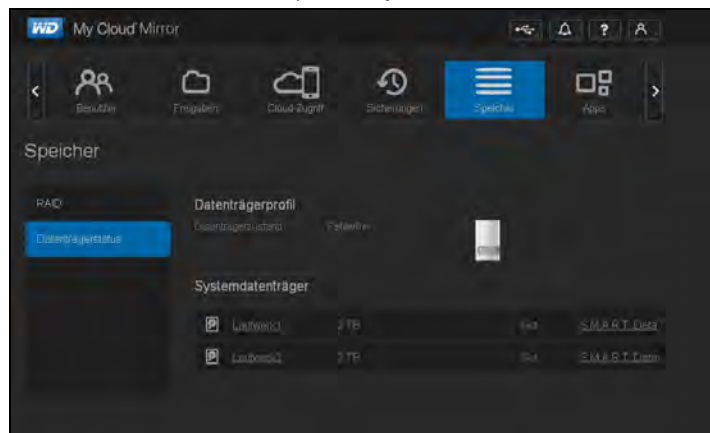 WD My Cloud Mirror
Benutzer Freigaben Cloud-Zugriff Sicherungen Speicher Apps
Speicher
RAID
Datenträgerprofil
Datenträgerstatus
Datenträgerzustand Fehlerfrei
Systemdatenträger
Laufwerk1 2 TB Gut S.M.A.R.T. Data
Laufwerk2 2 TB Gut S.M.A.R.T. Daten